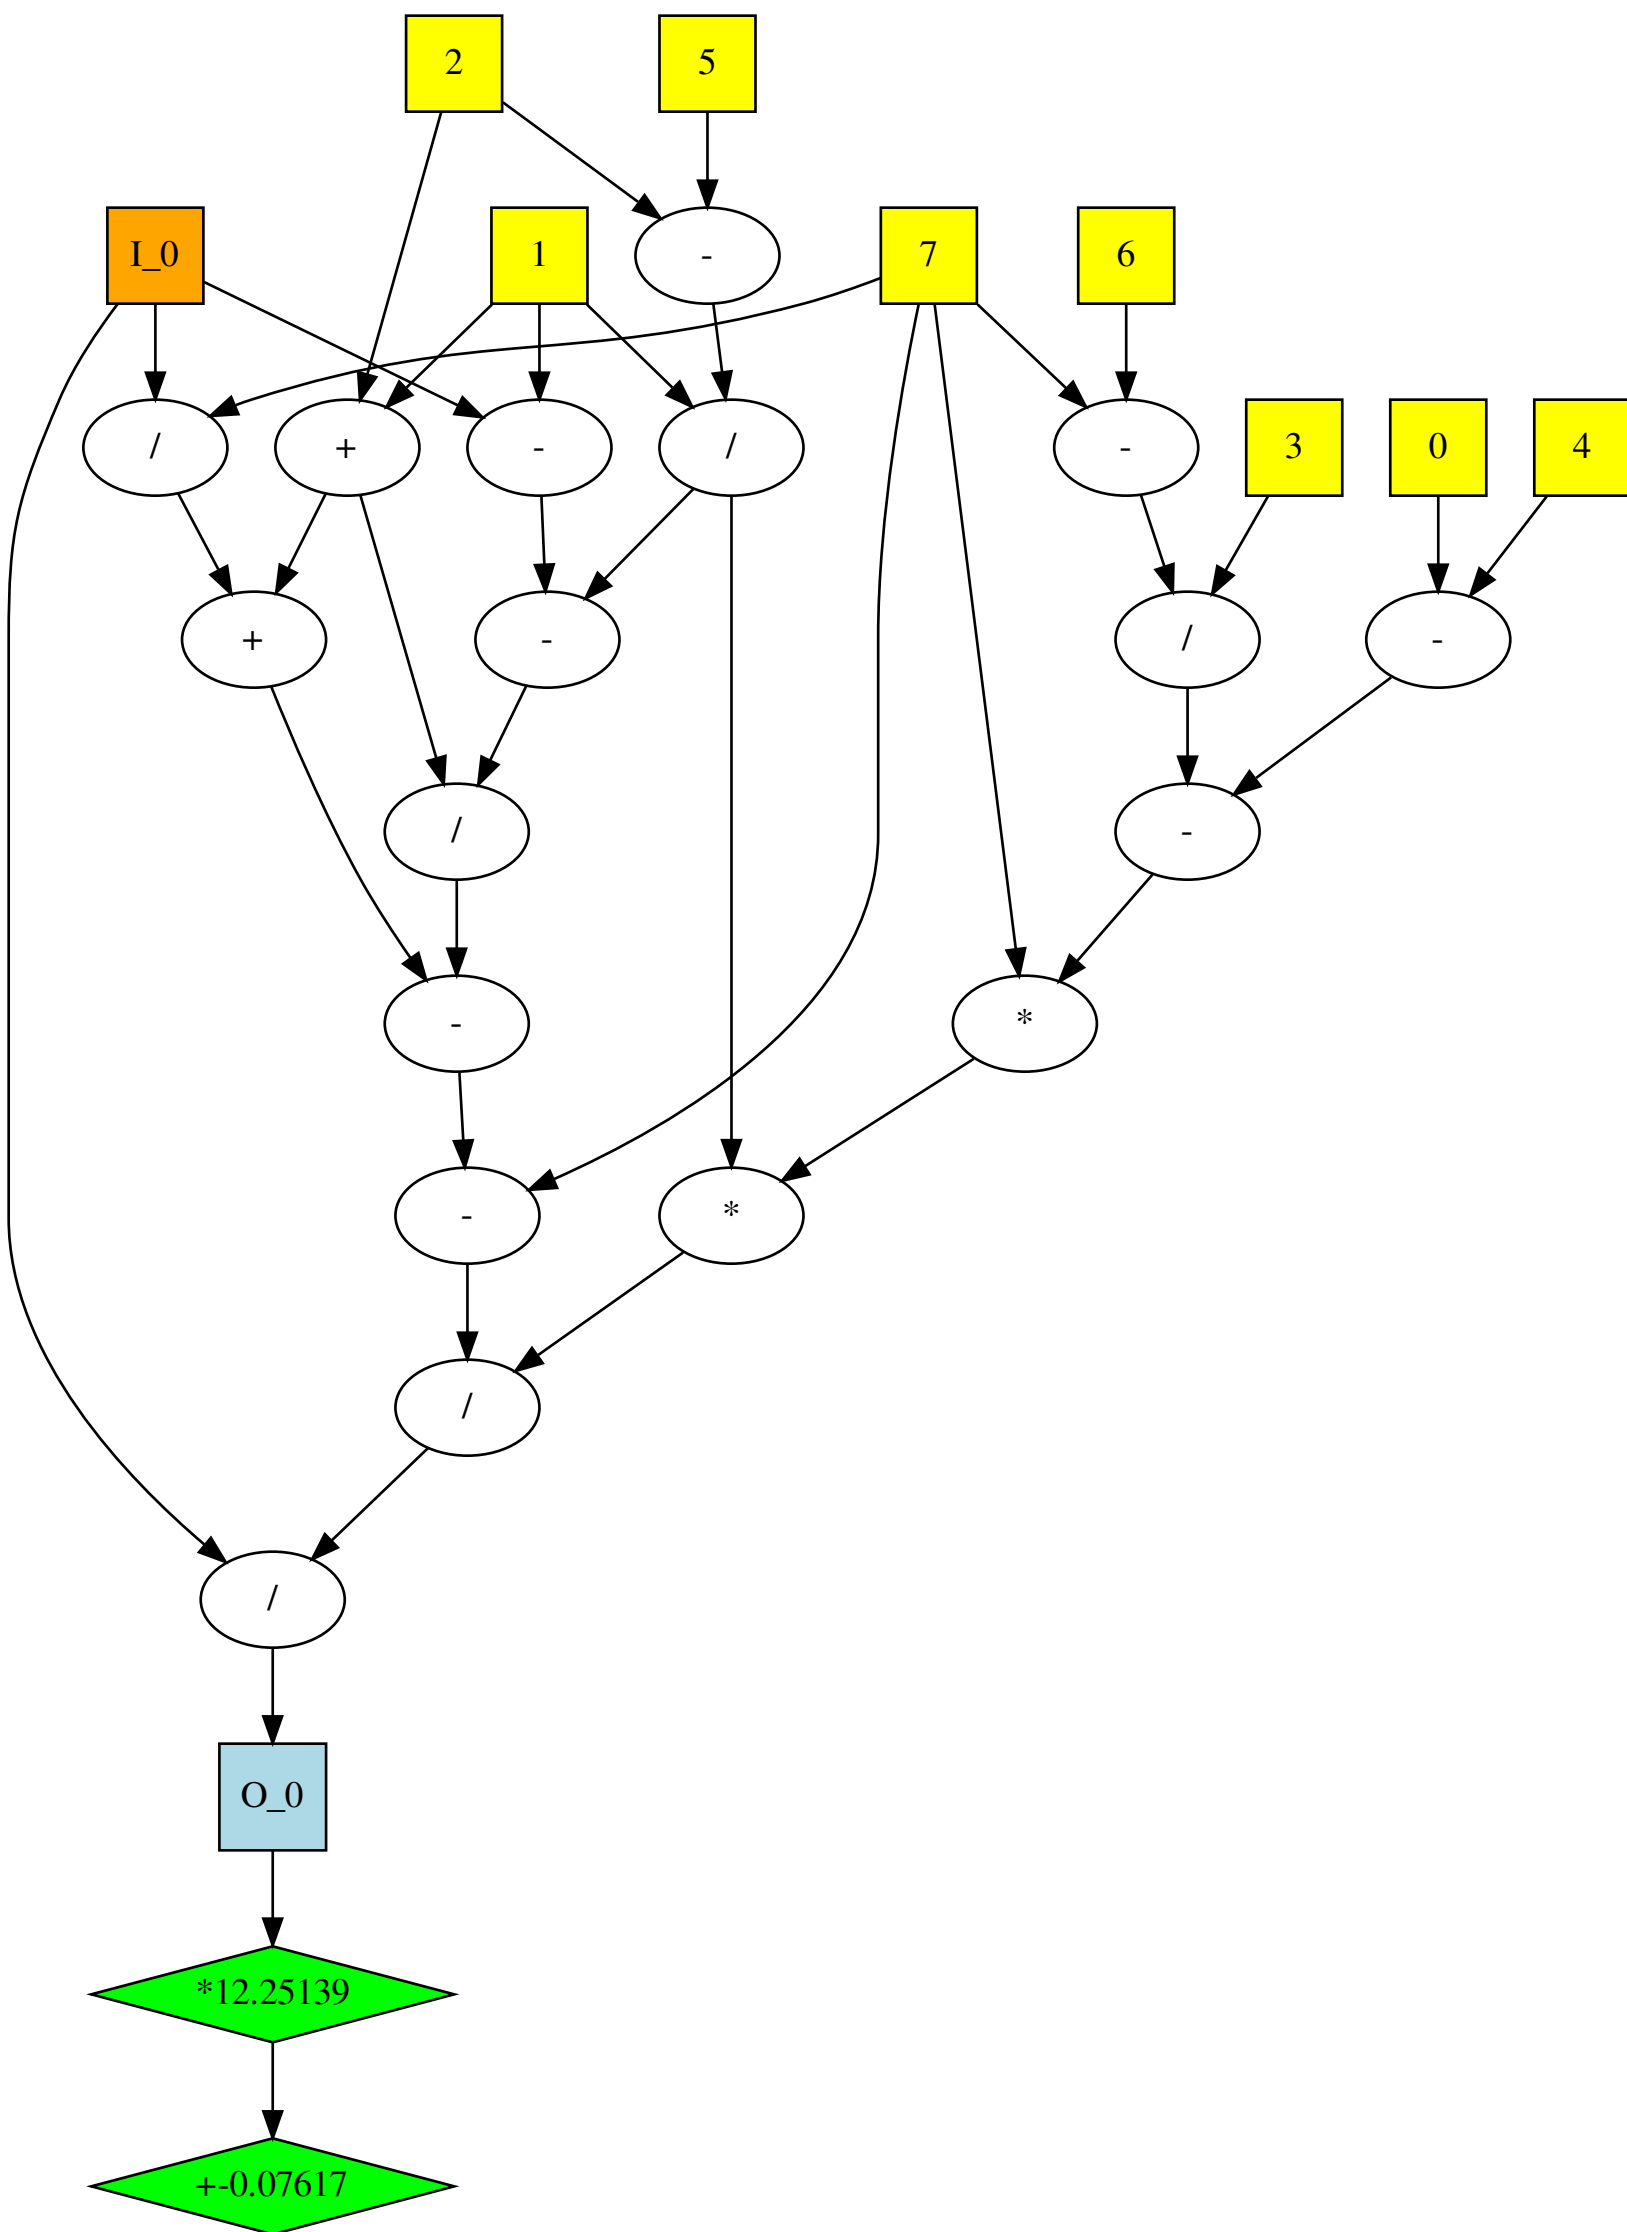 2 5
I_0 1 - 7 6
/ + - / - 3 0 4
+ - / -
/ -
- *
- *
/
/
O_0
*12.25139
+-0.07617